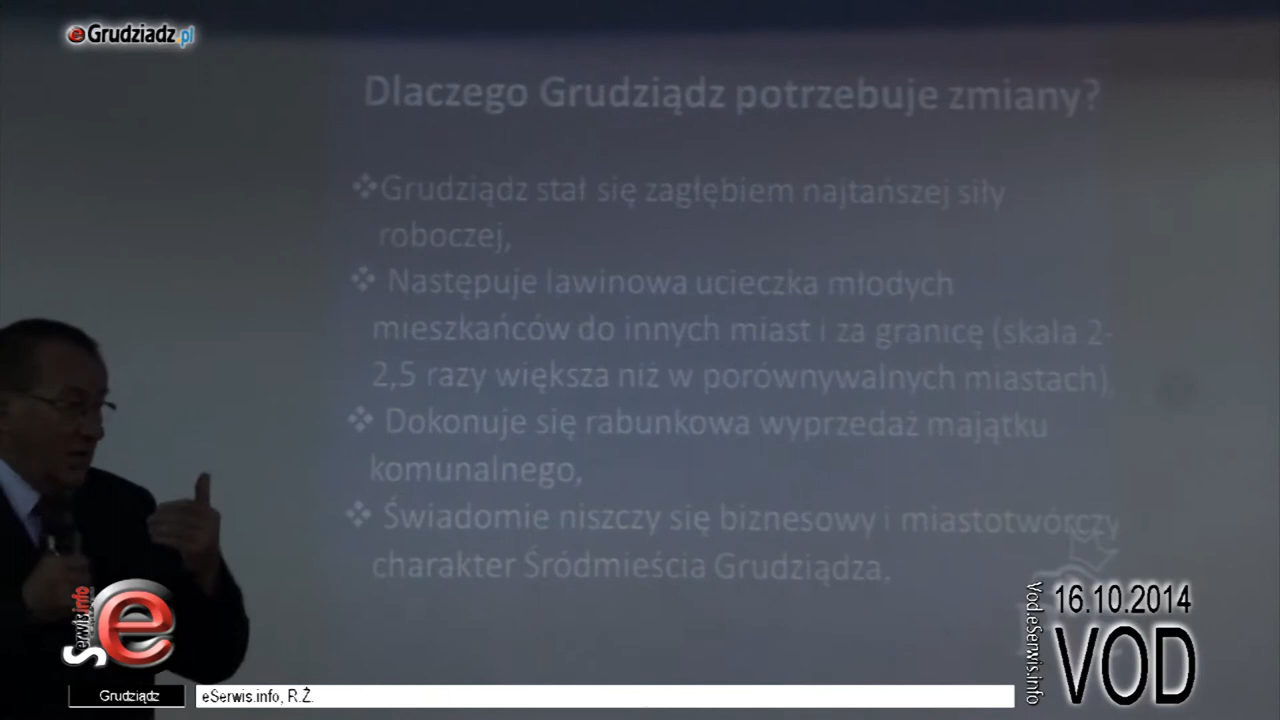 eGrudziadz.pl
Dlaczego Grudziądz potrzebuje zmiany?
❖Grudziądz stał się zagłębiem najtańszej siły
roboczej,
❖ Następuje lawinowa ucieczka młodych
mieszkańców do innych miast i za granicę (skala 2-
2,5 razy większa niż w porównywalnych miastach),
❖ Dokonuje się rabunkowa wyprzedaż majątku
komunalnego,
❖ Świadomie niszczy się biznesowy i miastotwórczy
charakter Śródmieścia Grudziądza.
eSerwis.info
16.10.2014
VOD
Vod.eSerwis.info
Grudziądz
eSerwis.info, R.Ż.